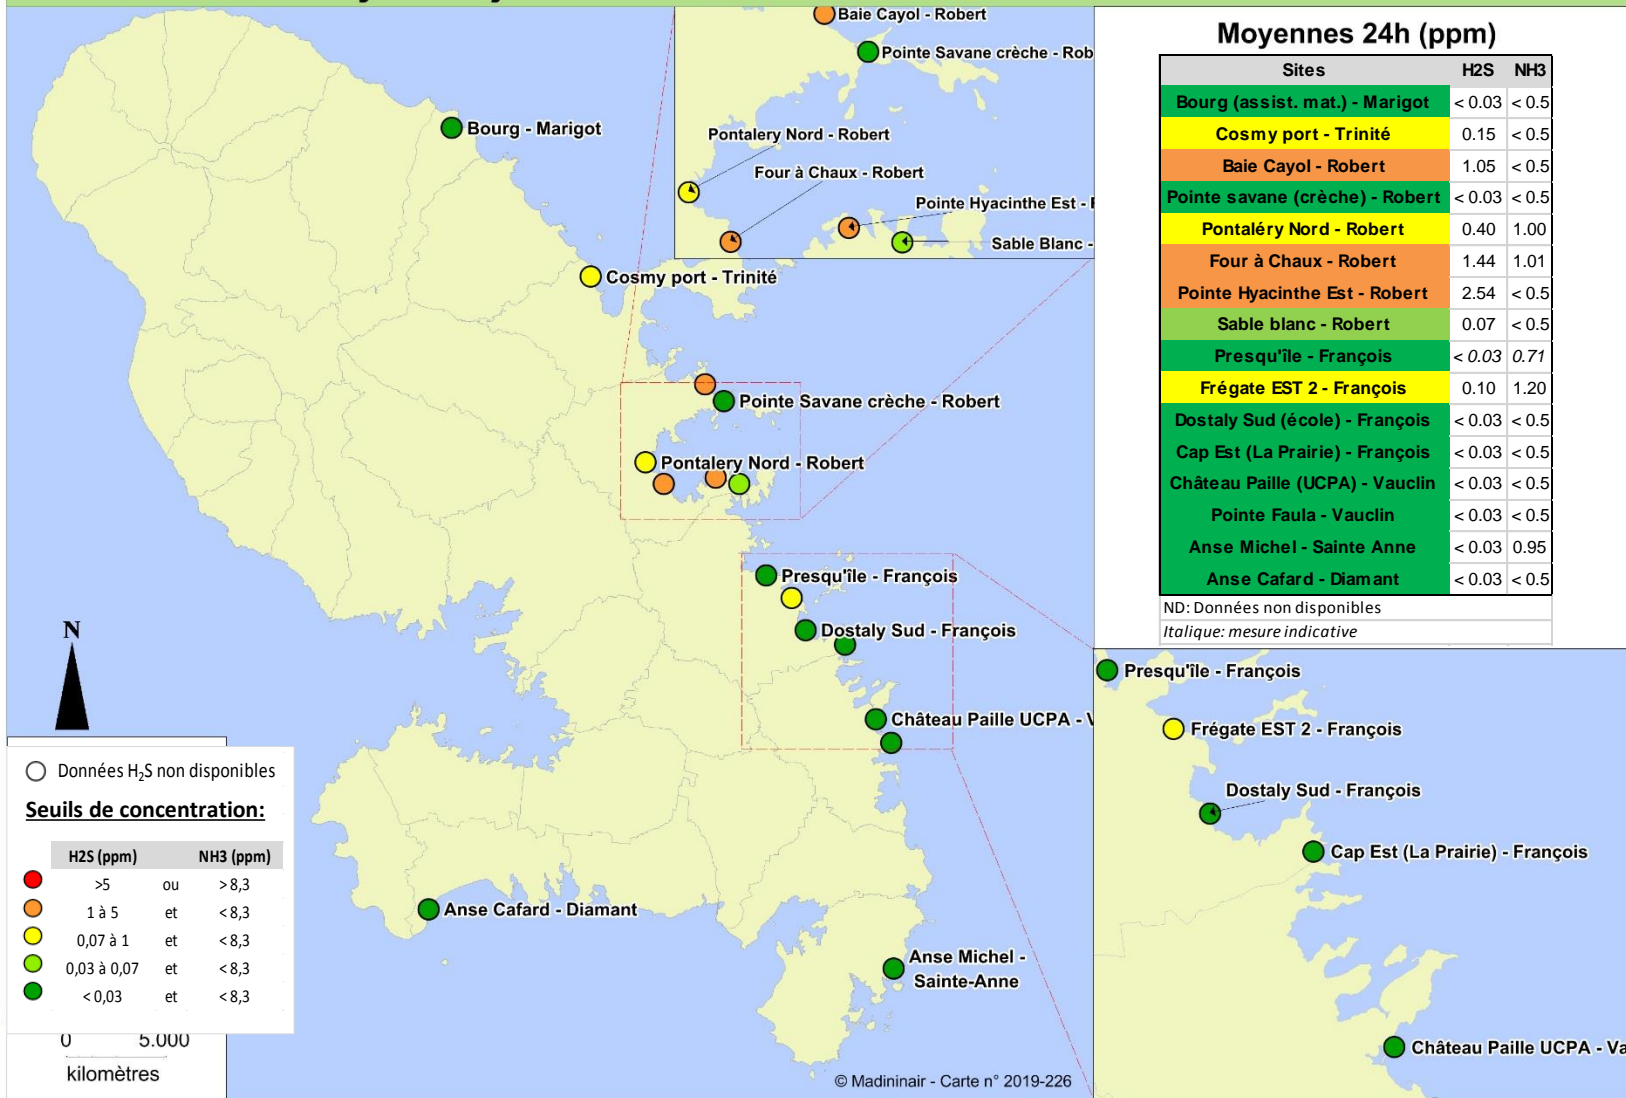 Baie Cayol - Robert
Pointe Savane crèche - Rob
Pontalery Nord - Robert
Four à Chaux - Robert
Pointe Hyacinthe Est - F
Sable Blanc -
Bourg - Marigot
Cosmy port - Trinité
Pointe Savane crèche - Robert
Pontalery Nord - Robert
Presqu'île - François
Dostaly Sud - François
Château Paille UCPA - V
Anse Cafard - Diamant
Anse Michel -
Sainte-Anne
N
Moyennes 24h (ppm)
Sites H2S NH3
Bourg (assist. mat.) - Marigot < 0.03 < 0.5
Cosmy port - Trinité 0.15 < 0.5
Baie Cayol - Robert 1.05 < 0.5
Pointe savane (crèche) - Robert < 0.03 < 0.5
Pontaléry Nord - Robert 0.40 1.00
Four à Chaux - Robert 1.44 1.01
Pointe Hyacinthe Est - Robert 2.54 < 0.5
Sable blanc - Robert 0.07 < 0.5
Presqu'île - François < 0.03 0.71
Frégate EST 2 - François 0.10 1.20
Dostaly Sud (école) - François < 0.03 < 0.5
Cap Est (La Prairie) - François < 0.03 < 0.5
Château Paille (UCPA) - Vauclin < 0.03 < 0.5
Pointe Faula - Vauclin < 0.03 < 0.5
Anse Michel - Sainte Anne < 0.03 0.95
Anse Cafard - Diamant < 0.03 < 0.5
ND: Données non disponibles
Italique: mesure indicative
Presqu'île - François
Frégate EST 2 - François
Dostaly Sud - François
Cap Est (La Prairie) - François
Château Paille UCPA - Va
Données H₂S non disponibles
Seuils de concentration:
H2S (ppm) NH3 (ppm)
>5 ou > 8,3
1 à 5 et < 8,3
0,07 à 1 et < 8,3
0,03 à 0,07 et < 8,3
< 0,03 et < 8,3
0 5.000
kilomètres
© Madininair - Carte n° 2019-226